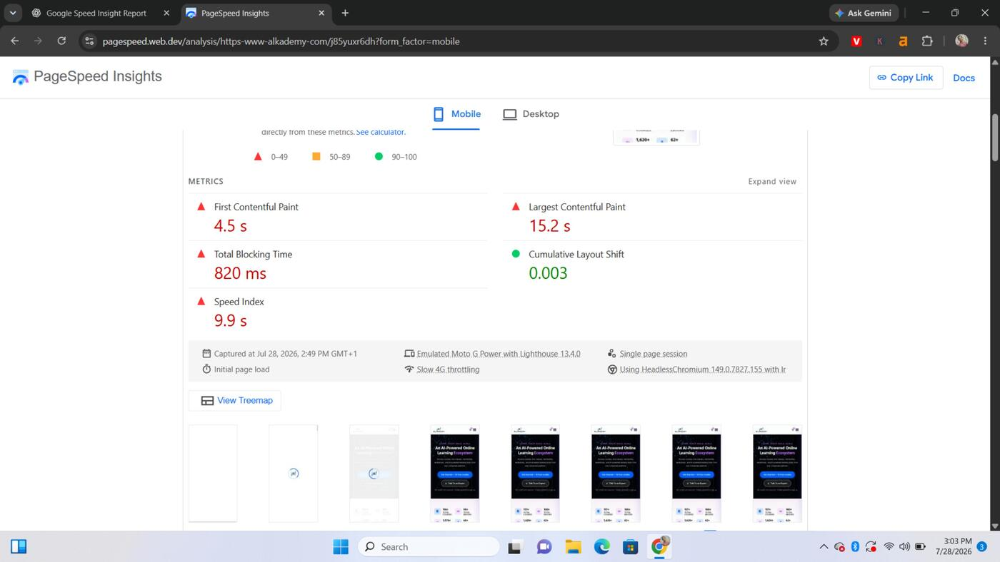 Google Speed Insight Report
PageSpeed Insights
Ask Gemini
pagespeed.web.dev/analysis/https-www-alkademy-com/j85yuxr6dh?form_factor=mobile
PageSpeed Insights
Copy Link
Docs
Mobile
Desktop
directly from these metrics. See calculator.
1,620+
62+
0–49
50–89
90–100
METRICS
Expand view
First Contentful Paint
4.5 s
Largest Contentful Paint
15.2 s
Total Blocking Time
820 ms
Cumulative Layout Shift
0.003
Speed Index
9.9 s
Captured at Jul 28, 2026, 2:49 PM GMT+1
Emulated Moto G Power with Lighthouse 13.4.0
Single page session
Initial page load
Slow 4G throttling
Using HeadlessChromium 149.0.7827.155 with lr
View Treemap
An AI-Powered Online
Learning Ecosystem
An AI-Powered Online
Learning Ecosystem
An AI-Powered Online
Learning Ecosystem
An AI-Powered Online
Learning Ecosystem
An AI-Powered Online
Learning Ecosystem
Search
3:03 PM
7/28/2026
3